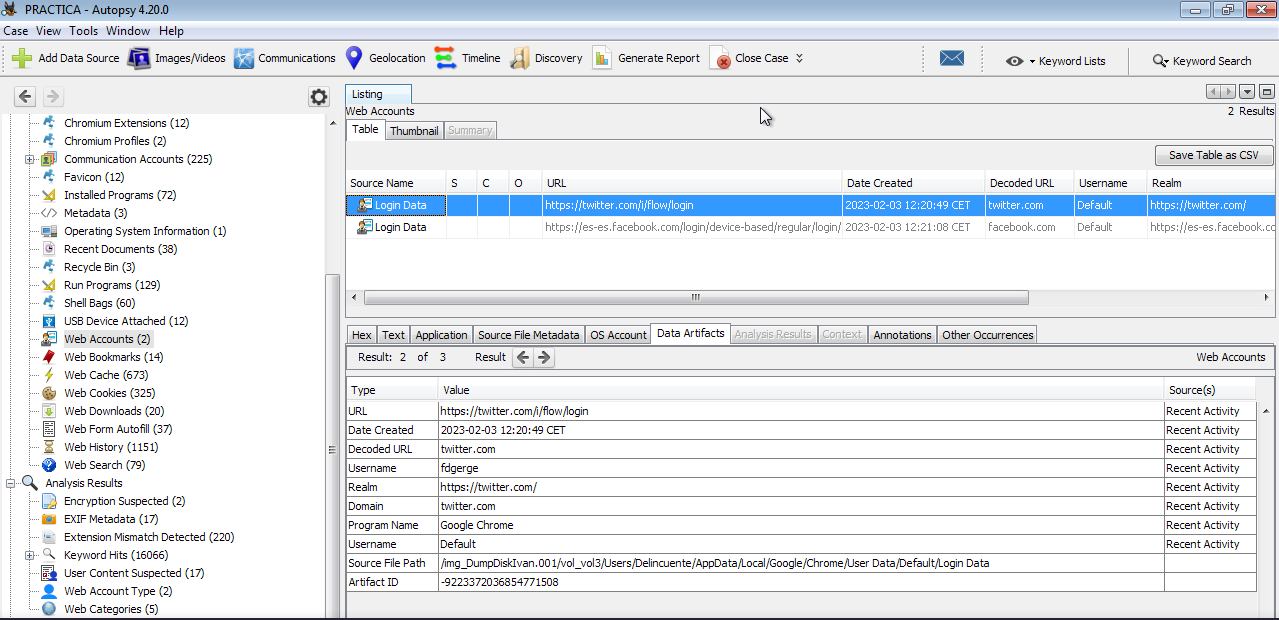 PRACTICA - Autopsy 4.20.0
Case View Tools Window Help
Add Data Source Images/Videos Communications Geolocation Timeline Discovery Generate Report Close Case Keyword Lists Keyword Search
Chromium Extensions (12)
Chromium Profiles (2)
Communication Accounts (225)
Favicon (12)
Installed Programs (72)
Metadata (3)
Operating System Information (1)
Recent Documents (38)
Recycle Bin (3)
Run Programs (129)
Shell Bags (60)
USB Device Attached (12)
Web Accounts (2)
Web Bookmarks (14)
Web Cache (673)
Web Cookies (325)
Web Downloads (20)
Web Form Autofill (37)
Web History (1151)
Web Search (79)
Analysis Results
Encryption Suspected (2)
EXIF Metadata (17)
Extension Mismatch Detected (220)
Keyword Hits (16066)
User Content Suspected (17)
Web Account Type (2)
Web Categories (5)
Listing
Web Accounts 2 Results
Table Thumbnail Summary
Save Table as CSV
Source Name S C O URL Date Created Decoded URL Username Realm
Login Data https://twitter.com/i/flow/login 2023-02-03 12:20:49 CET twitter.com Default https://twitter.com/
Login Data https://es-es.facebook.com/login/device-based/regular/login/ 2023-02-03 12:21:08 CET facebook.com Default https://es-es.facebook.co
Hex Text Application Source File Metadata OS Account Data Artifacts Analysis Results Context Annotations Other Occurrences
Result: 2 of 3 Result Web Accounts
Type Value Source(s)
URL https://twitter.com/i/flow/login Recent Activity
Date Created 2023-02-03 12:20:49 CET Recent Activity
Decoded URL twitter.com Recent Activity
Username fdgerge Recent Activity
Realm https://twitter.com/ Recent Activity
Domain twitter.com Recent Activity
Program Name Google Chrome Recent Activity
Username Default Recent Activity
Source File Path /img_DumpDiskIvan.001/vol_vol3/Users/Delincuente/AppData/Local/Google/Chrome/User Data/Default/Login Data
Artifact ID -9223372036854771508